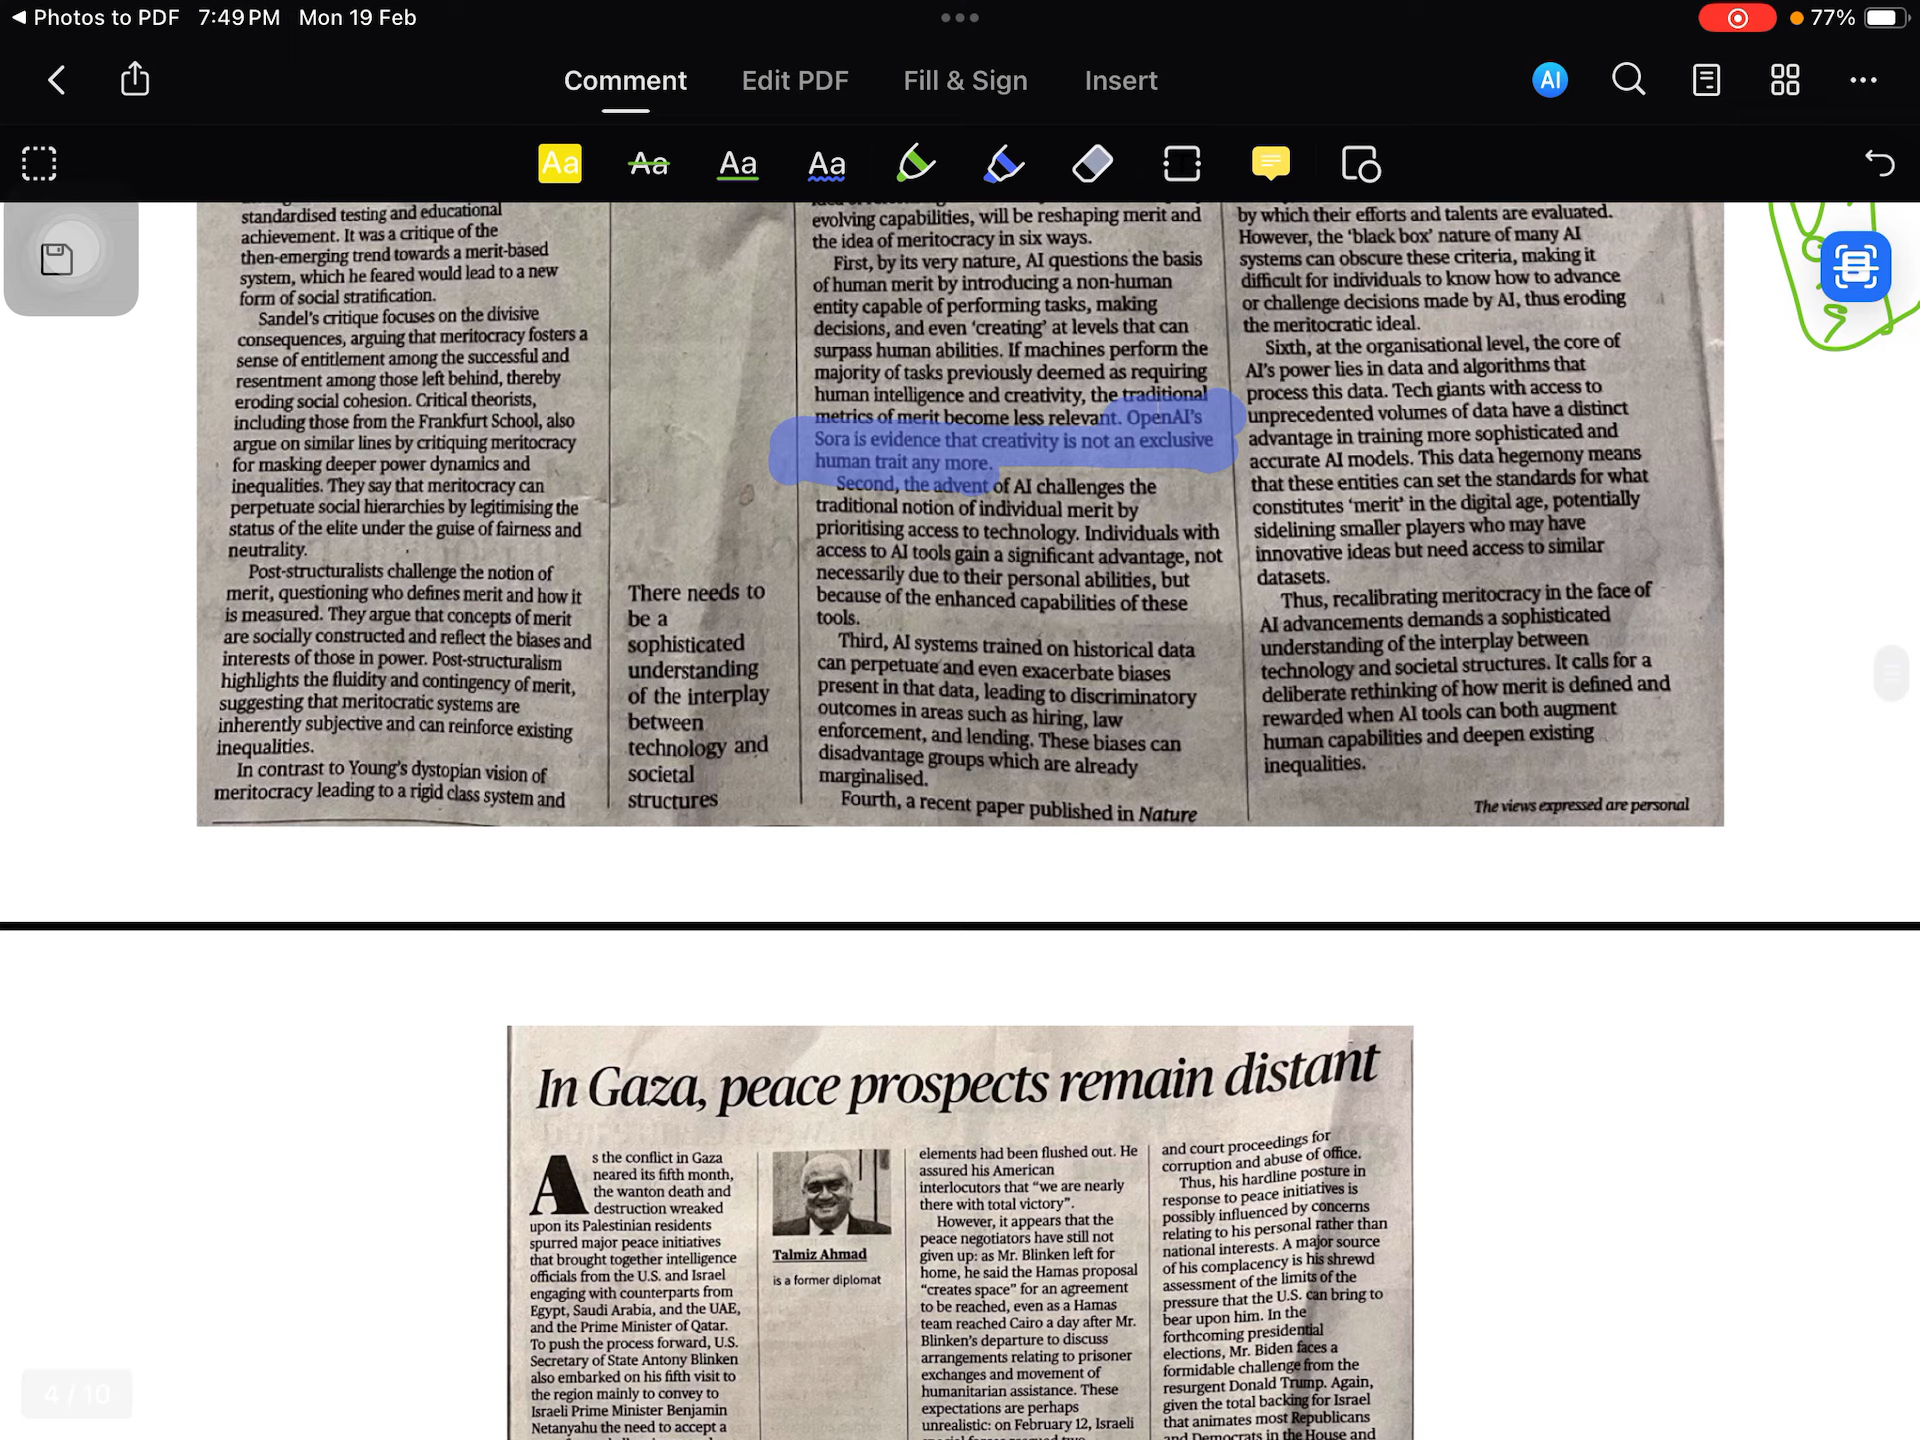 Photos to PDF 7:49 PM Mon 19 Feb
77%
Comment
Edit PDF
Fill & Sign
Insert
AI
Aa Aa Aa Aa
standardised testing and educational
achievement. It was a critique of the
then-emerging trend towards a merit-based
system, which he feared would lead to a new
form of social stratification.
Sandel's critique focuses on the divisive
consequences, arguing that meritocracy fosters a
sense of entitlement among the successful and
resentment among those left behind, thereby
eroding social cohesion. Critical theorists,
including those from the Frankfurt School, also
argue on similar lines by critiquing meritocracy
for masking deeper power dynamics and
inequalities. They say that meritocracy can
perpetuate social hierarchies by legitimising the
status of the elite under the guise of fairness and
neutrality.
Post-structuralists challenge the notion of
merit, questioning who defines merit and how it
is measured. They argue that concepts of merit
are socially constructed and reflect the biases and
interests of those in power. Post-structuralism
highlights the fluidity and contingency of merit,
suggesting that meritocratic systems are
inherently subjective and can reinforce existing
inequalities.
In contrast to Young's dystopian vision of
meritocracy leading to a rigid class system and
There needs to
be a
sophisticated
understanding
of the interplay
between
technology and
societal
structures
evolving capabilities, will be reshaping merit and
the idea of meritocracy in six ways.
First, by its very nature, AI questions the basis
of human merit by introducing a non-human
entity capable of performing tasks, making
decisions, and even 'creating' at levels that can
surpass human abilities. If machines perform the
majority of tasks previously deemed as requiring
human intelligence and creativity, the traditional
metrics of merit become less relevant. OpenAI's
Sora is evidence that creativity is not an exclusive
human trait any more.
Second, the advent of AI challenges the
traditional notion of individual merit by
prioritising access to technology. Individuals with
access to AI tools gain a significant advantage, not
necessarily due to their personal abilities, but
because of the enhanced capabilities of these
tools.
Third, AI systems trained on historical data
can perpetuate and even exacerbate biases
present in that data, leading to discriminatory
outcomes in areas such as hiring, law
enforcement, and lending. These biases can
disadvantage groups which are already
marginalised.
Fourth, a recent paper published in Nature
by which their efforts and talents are evaluated.
However, the 'black box' nature of many AI
systems can obscure these criteria, making it
difficult for individuals to know how to advance
or challenge decisions made by AI, thus eroding
the meritocratic ideal.
Sixth, at the organisational level, the core of
AI's power lies in data and algorithms that
process this data. Tech giants with access to
unprecedented volumes of data have a distinct
advantage in training more sophisticated and
accurate AI models. This data hegemony means
that these entities can set the standards for what
constitutes 'merit' in the digital age, potentially
sidelining smaller players who may have
innovative ideas but need access to similar
datasets.
Thus, recalibrating meritocracy in the face of
AI advancements demands a sophisticated
understanding of the interplay between
technology and societal structures. It calls for a
deliberate rethinking of how merit is defined and
rewarded when AI tools can both augment
human capabilities and deepen existing
inequalities.
The views expressed are personal
In Gaza, peace prospects remain distant
As the conflict in Gaza
neared its fifth month,
the wanton death and
destruction wreaked
upon its Palestinian residents
spurred major peace initiatives
that brought together intelligence
officials from the U.S. and Israel
engaging with counterparts from
Egypt, Saudi Arabia, and the UAE,
and the Prime Minister of Qatar.
To push the process forward, U.S.
Secretary of State Antony Blinken
also embarked on his fifth visit to
the region mainly to convey to
Israeli Prime Minister Benjamin
Netanyahu the need to accept a
Talmiz Ahmad
is a former diplomat
elements had been flushed out. He
assured his American
interlocutors that "we are nearly
there with total victory".
However, it appears that the
peace negotiators have still not
given up: as Mr. Blinken left for
home, he said the Hamas proposal
"creates space" for an agreement
to be reached, even as a Hamas
team reached Cairo a day after Mr.
Blinken's departure to discuss
arrangements relating to prisoner
exchanges and movement of
humanitarian assistance. These
expectations are perhaps
unrealistic: on February 12, Israeli
and court proceedings for
corruption and abuse of office.
Thus, his hardline posture in
response to peace initiatives is
possibly influenced by concerns
relating to his personal rather than
national interests. A major source
of his complacency is his shrewd
assessment of the limits of the
pressure that the U.S. can bring to
bear upon him. In the
forthcoming presidential
elections, Mr. Biden faces a
formidable challenge from the
resurgent Donald Trump. Again,
given the total backing for Israel
that animates most Republicans
and Democrats in the House and
4 / 10